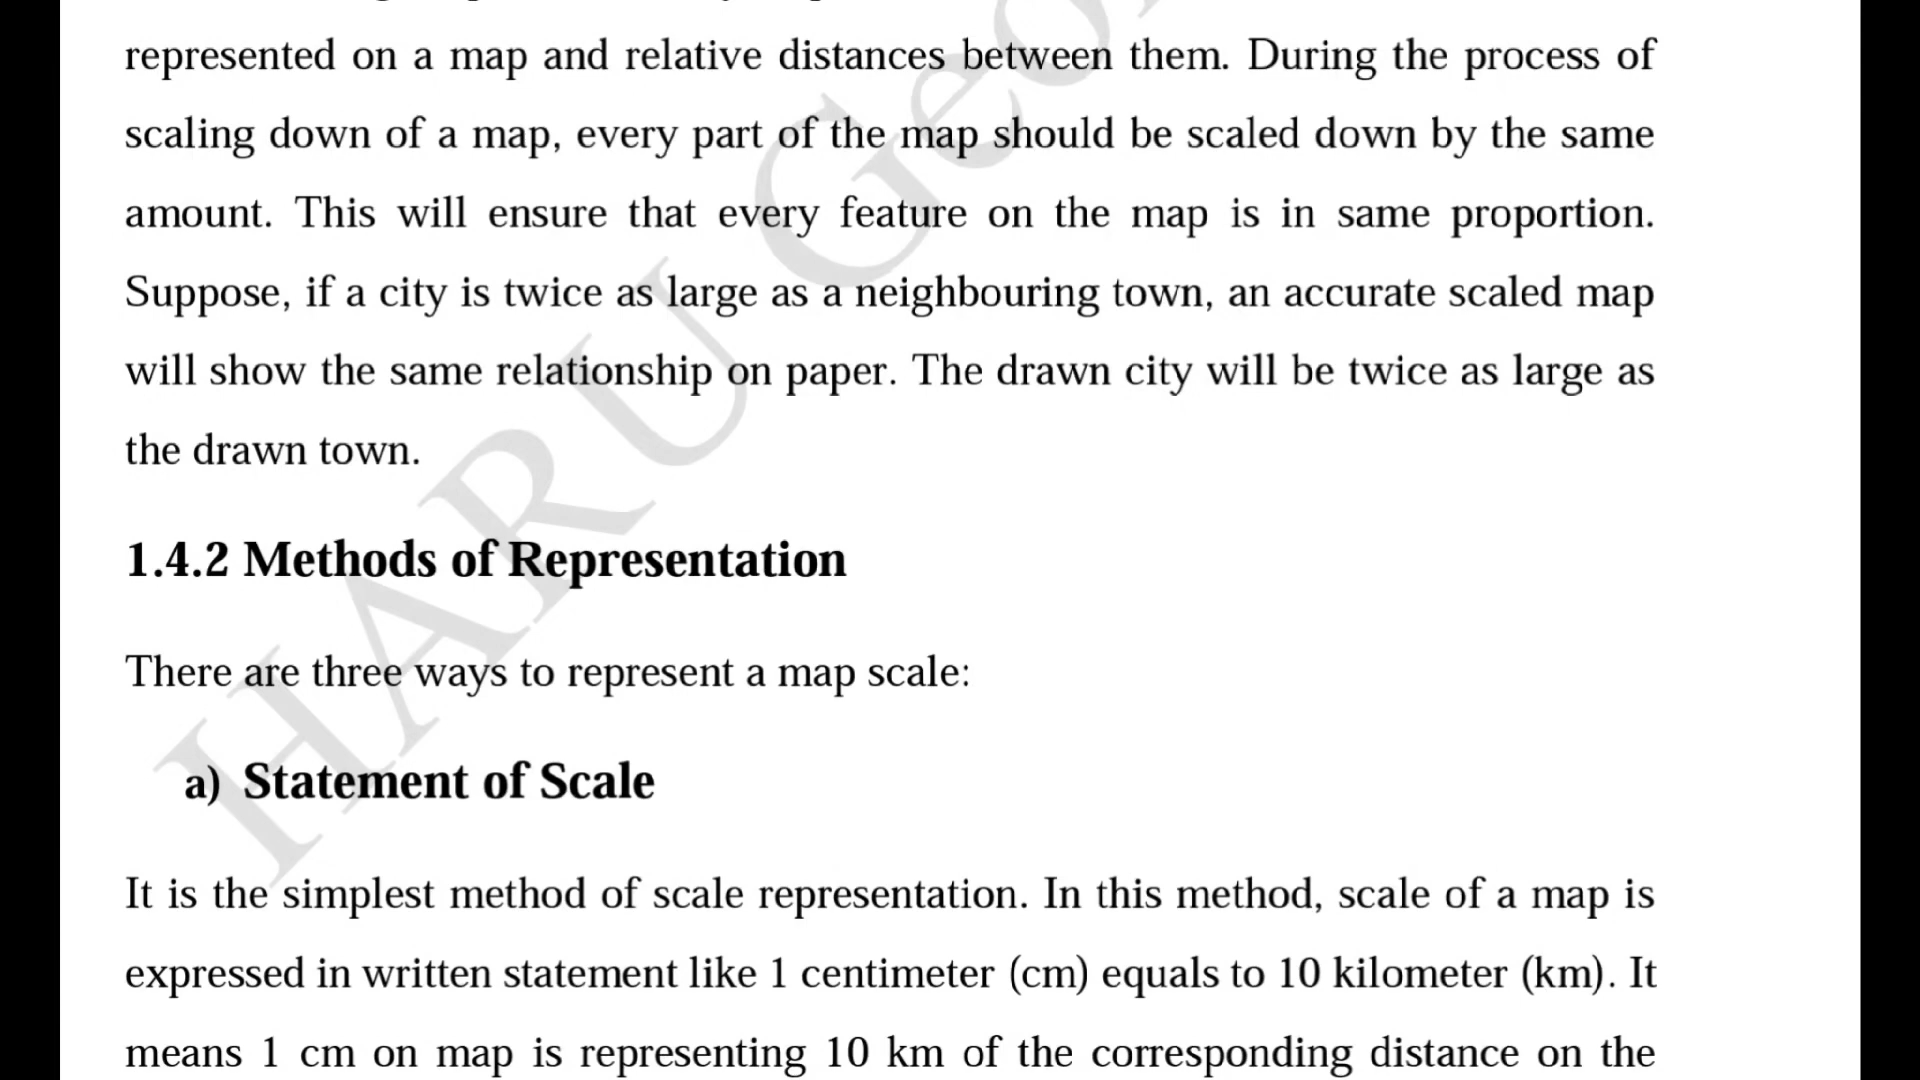 represented on a map and relative distances between them. During the process of
scaling down of a map, every part of the map should be scaled down by the same
amount. This will ensure that every feature on the map is in same proportion.
Suppose, if a city is twice as large as a neighbouring town, an accurate scaled map
will show the same relationship on paper. The drawn city will be twice as large as
the drawn town.
1.4.2 Methods of Representation
There are three ways to represent a map scale:
a) Statement of Scale
It is the simplest method of scale representation. In this method, scale of a map is
expressed in written statement like 1 centimeter (cm) equals to 10 kilometer (km). It
means 1 cm on map is representing 10 km of the corresponding distance on the
HARU